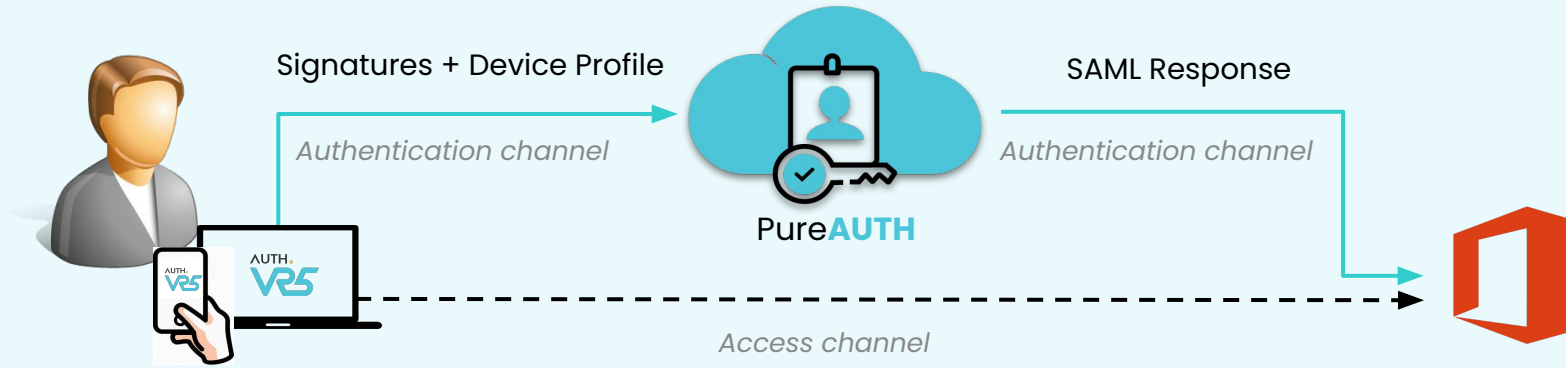 Signatures + Device Profile
Authentication channel
SAML Response
Authentication channel
PureAUTH
AUTH.
VR5
AUTH.
VR5
Access channel